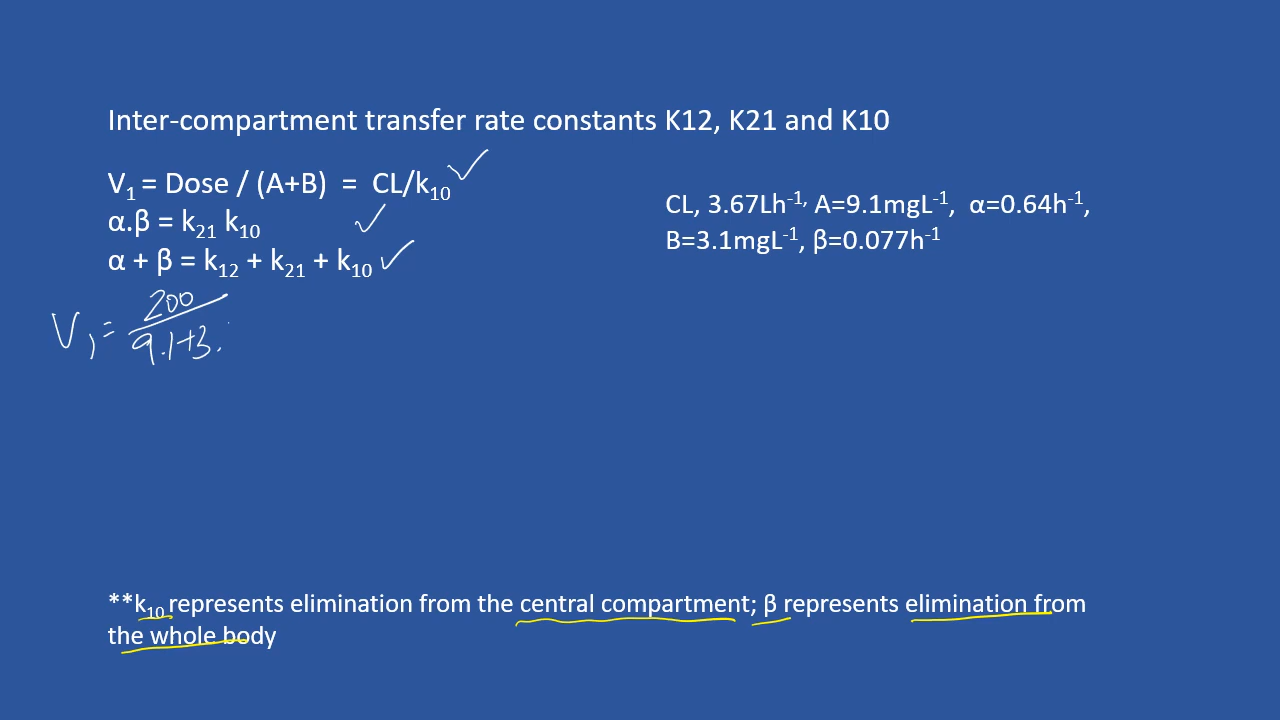 Inter-compartment transfer rate constants K12, K21 and K10
V₁ = Dose / (A+B) = CL/k₁₀
α.β = k₂₁ k₁₀
α + β = k₁₂ + k₂₁ + k₁₀
CL, 3.67Lh⁻¹, A=9.1mgL⁻¹, α=0.64h⁻¹,
B=3.1mgL⁻¹, β=0.077h⁻¹
V₁ = 200
9.1+3.
**k₁₀ represents elimination from the central compartment; β represents elimination from
the whole body